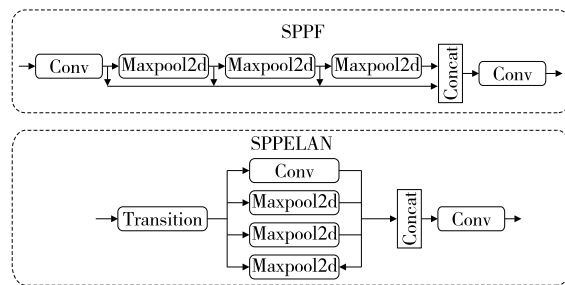 SPPF
Conv Maxpool2d Maxpool2d Maxpool2d Concat Conv
SPPELAN
Conv
Maxpool2d
Transition Concat Conv
Maxpool2d
Maxpool2d